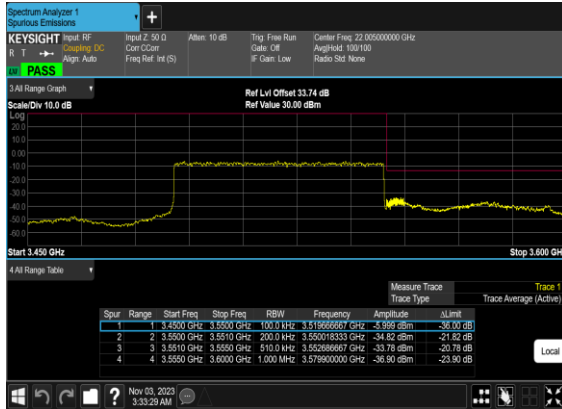 Spectrum Analyzer 1
Spurious Emissions
+
KEYSIGHT Input: RF Input Z: 50 Ω Atten: 10 dB Trig: Free Run Center Freq: 22.005000000 GHz
R T Coupling: DC Corr CCorr Gate: Off Avg|Hold: 100/100
Align: Auto Freq Ref: Int (S) IF Gain: Low Radio Std: None
PASS
3 All Range Graph
Ref Lvl Offset 33.74 dB
Scale/Div 10.0 dB Ref Value 30.00 dBm
Log
20.0
10.0
0.00
-10.0
-20.0
-30.0
-40.0
-50.0
-60.0
Start 3.450 GHz Stop 3.600 GH
4 All Range Table
Measure Trace Trace 1
Trace Type Trace Average (Active)
Spur Range Start Freq Stop Freq RBW Frequency Amplitude ΔLimit
1 1 3.4500 GHz 3.5500 GHz 100.0 kHz 3.519666667 GHz -5.999 dBm -36.00 dB
2 2 3.5500 GHz 3.5510 GHz 200.0 kHz 3.550018333 GHz -34.82 dBm -21.82 dB
3 3 3.5510 GHz 3.5550 GHz 510.0 kHz 3.552686667 GHz -33.78 dBm -20.78 dB
4 4 3.5550 GHz 3.6000 GHz 1.000 MHz 3.579900000 GHz -36.90 dBm -23.90 dB
Local
? Nov 03, 2023
3:33:29 AM